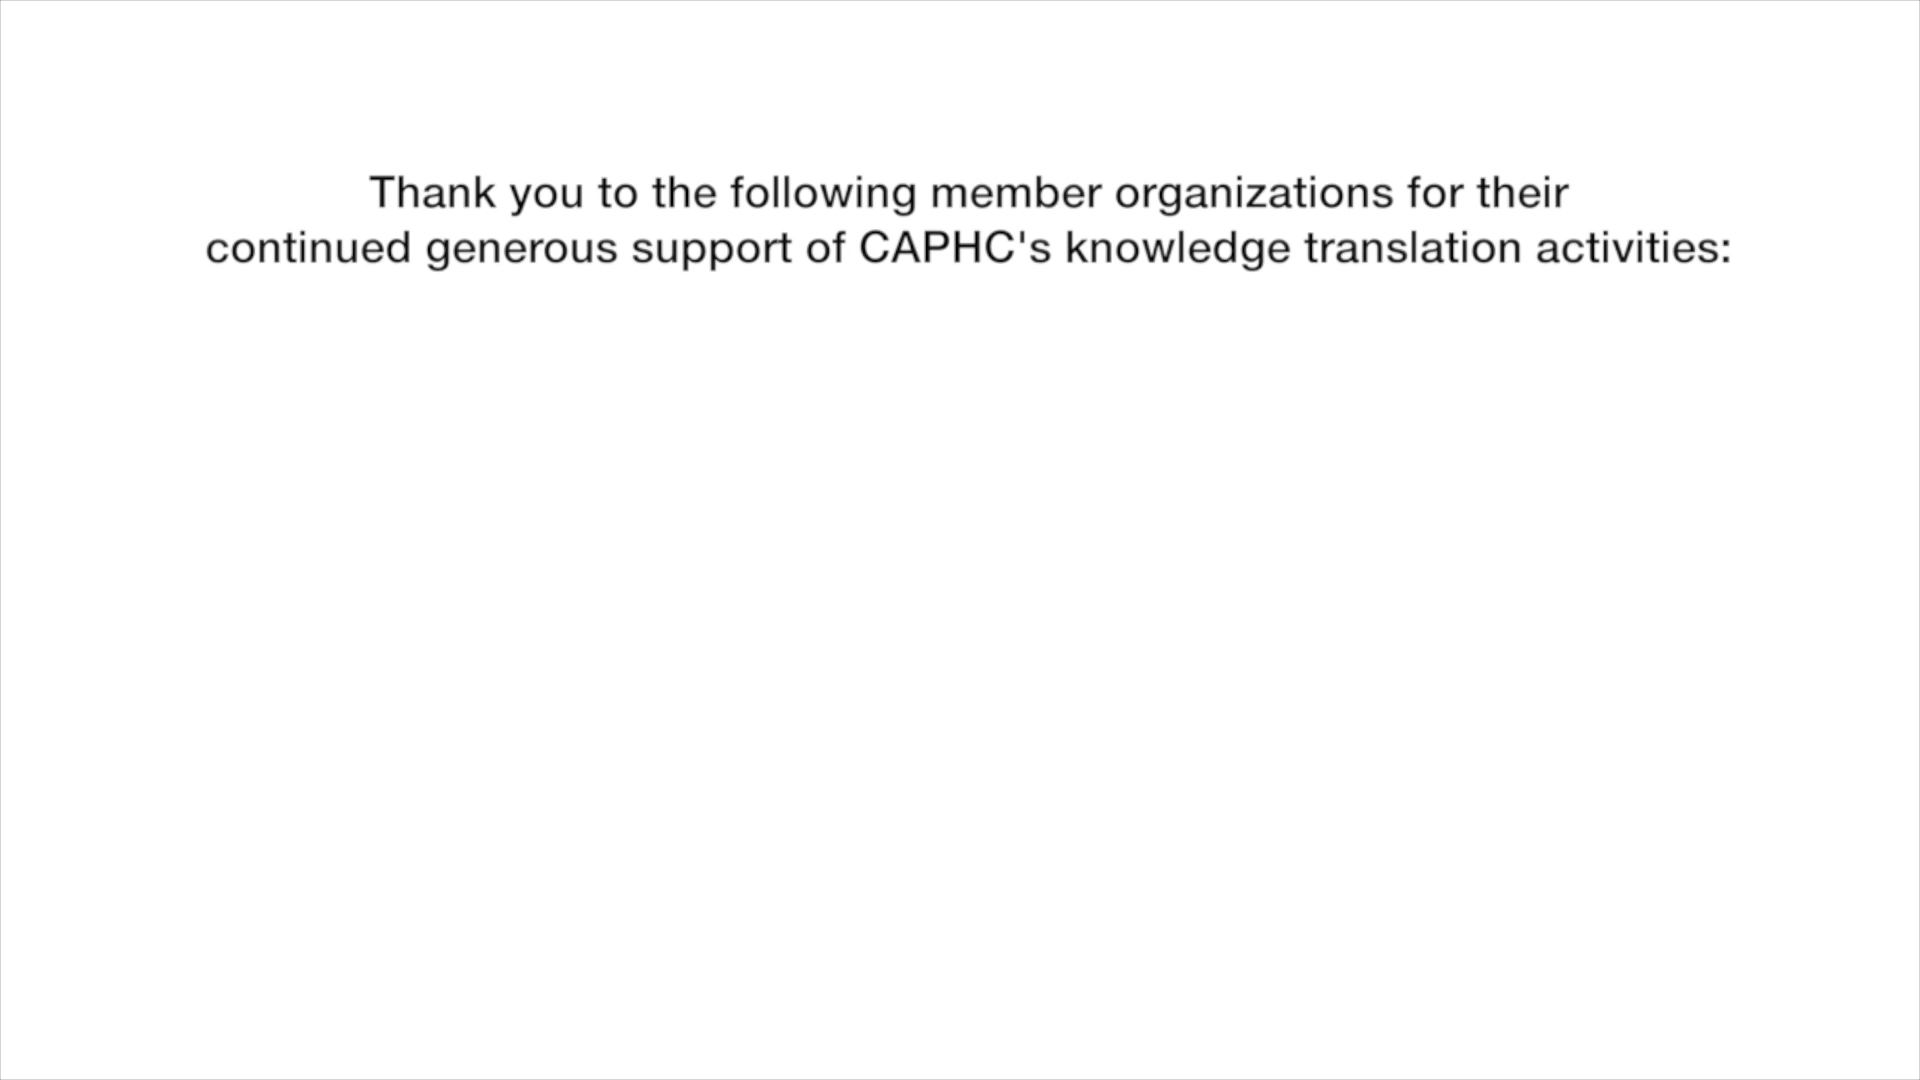 Thank you to the following member organizations for their
continued generous support of CAPHC's knowledge translation activities: